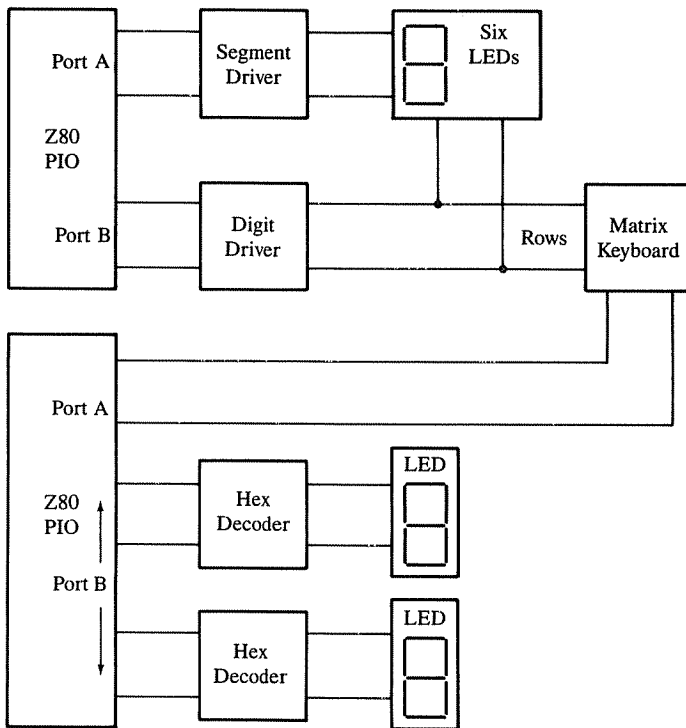 Port A
Z80
PIO
Port B
Segment
Driver
Six
LEDs
Digit
Driver
Rows
Matrix
Keyboard
Port A
Z80
PIO
Port B
Hex
Decoder
LED
Hex
Decoder
LED